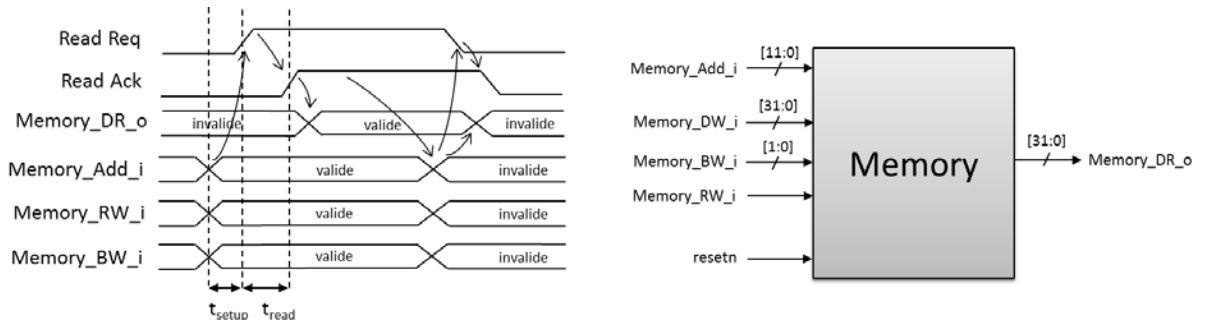 Read Req
Read Ack
Memory_DR_o
invalide valide invalide
Memory_Add_i
valide invalide
Memory_RW_i
valide invalide
Memory_BW_i
valide invalide
tsetup tread
Memory_Add_i
[11:0]
Memory_DW_i
[31:0]
Memory_BW_i
[1:0]
Memory_RW_i
resetn
Memory
[31:0]
Memory_DR_o